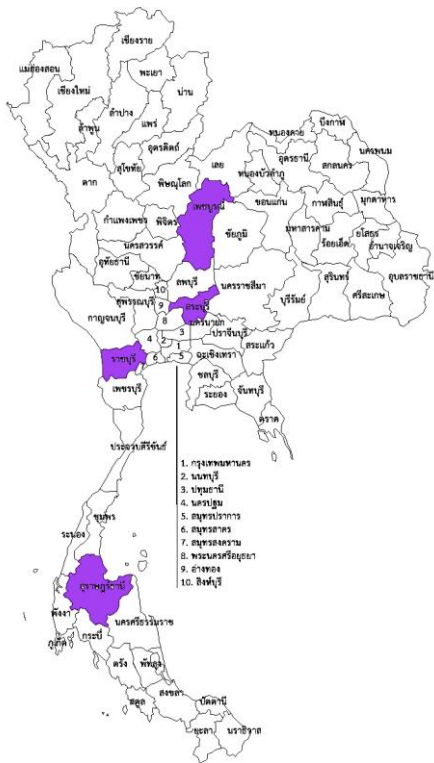 เชียงราย
แม่ฮ่องสอน
พะเยา
เชียงใหม่
น่าน
ลำปาง
ลำพูน
แพร่
อุตรดิตถ์
สุโขทัย
ตาก
พิษณุโลก
เลย
หนองคาย
บึงกาฬ
อุดรธานี
นครพนม
สกลนคร
หนองบัวลำภู
เพชรบูรณ์
ขอนแก่น
กาฬสินธุ์
มุกดาหาร
กำแพงเพชร
พิจิตร
ชัยภูมิ
มหาสารคาม
ร้อยเอ็ด
ยโสธร
อำนาจเจริญ
นครสวรรค์
อุทัยธานี
ชัยนาท
ลพบุรี
นครราชสีมา
บุรีรัมย์
สุรินทร์
ศรีสะเกษ
อุบลราชธานี
10
สุพรรณบุรี
9
สระบุรี
กาญจนบุรี
8
นครนายก
ปราจีนบุรี
สระแก้ว
4
3
2
1
ราชบุรี
6
5
ฉะเชิงเทรา
เพชรบุรี
ชลบุรี
ระยอง
จันทบุรี
ตราด
ประจวบคีรีขันธ์
1. กรุงเทพมหานคร
2. นนทบุรี
3. ปทุมธานี
4. นครปฐม
5. สมุทรปราการ
6. สมุทรสาคร
7. สมุทรสงคราม
8. พระนครศรีอยุธยา
9. อ่างทอง
10. สิงห์บุรี
ชุมพร
ระนอง
สุราษฎร์ธานี
พังงา
นครศรีธรรมราช
ภูเก็ต
กระบี่
ตรัง
พัทลุง
สตูล
สงขลา
ปัตตานี
ยะลา
นราธิวาส